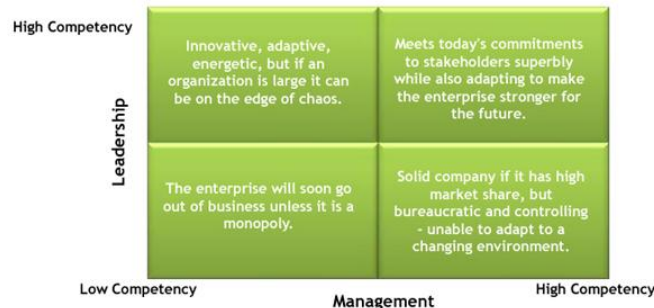 High Competency
Innovative, adaptive,
energetic, but if an
organization is large it can
be on the edge of chaos.
Meets today's commitments
to stakeholders superbly
while also adapting to make
the enterprise stronger for
the future.
Leadership
The enterprise will soon go
out of business unless it is a
monopoly.
Solid company if it has high
market share, but
bureaucratic and controlling
- unable to adapt to a
changing environment.
Low Competency
Management
High Competency